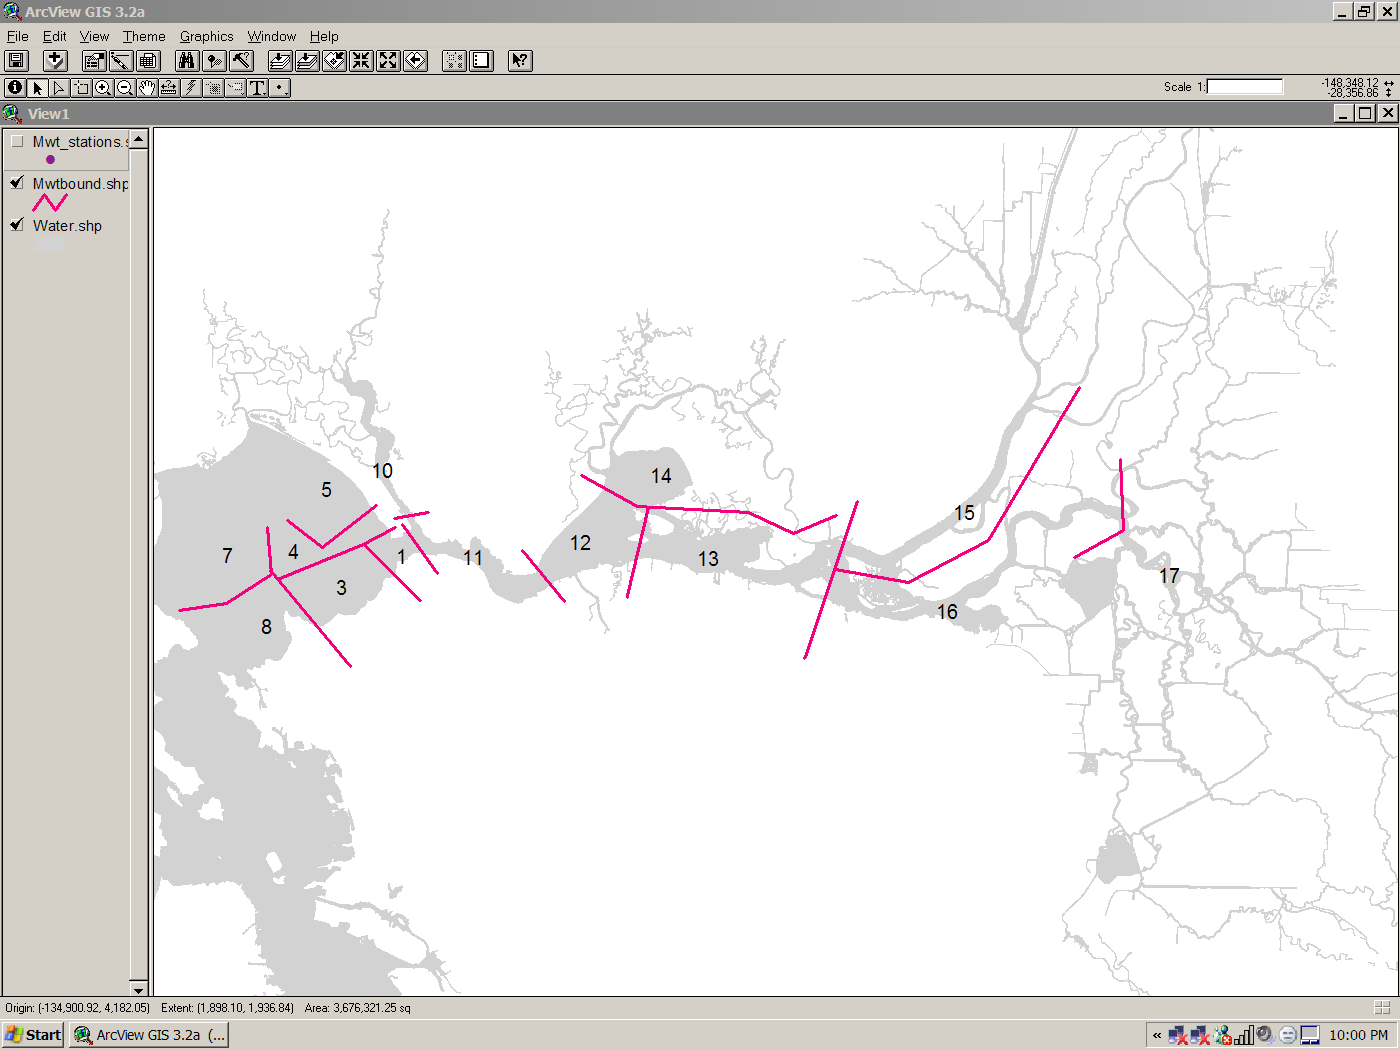 ArcView GIS 3.2a
File Edit View Theme Graphics Window Help
Scale 1:
-148,348.12
-28,356.86
View1
Mwt_stations.s
Mwtbound.shp
Water.shp
10
5
14
15
7
4
1
11
12
13
3
17
16
8
Origin: (-134,900.92, 4,182.05) Extent: (1,898.10, 1,936.84) Area: 3,676,321.25 sq
Start ArcView GIS 3.2a (... « 10:00 PM